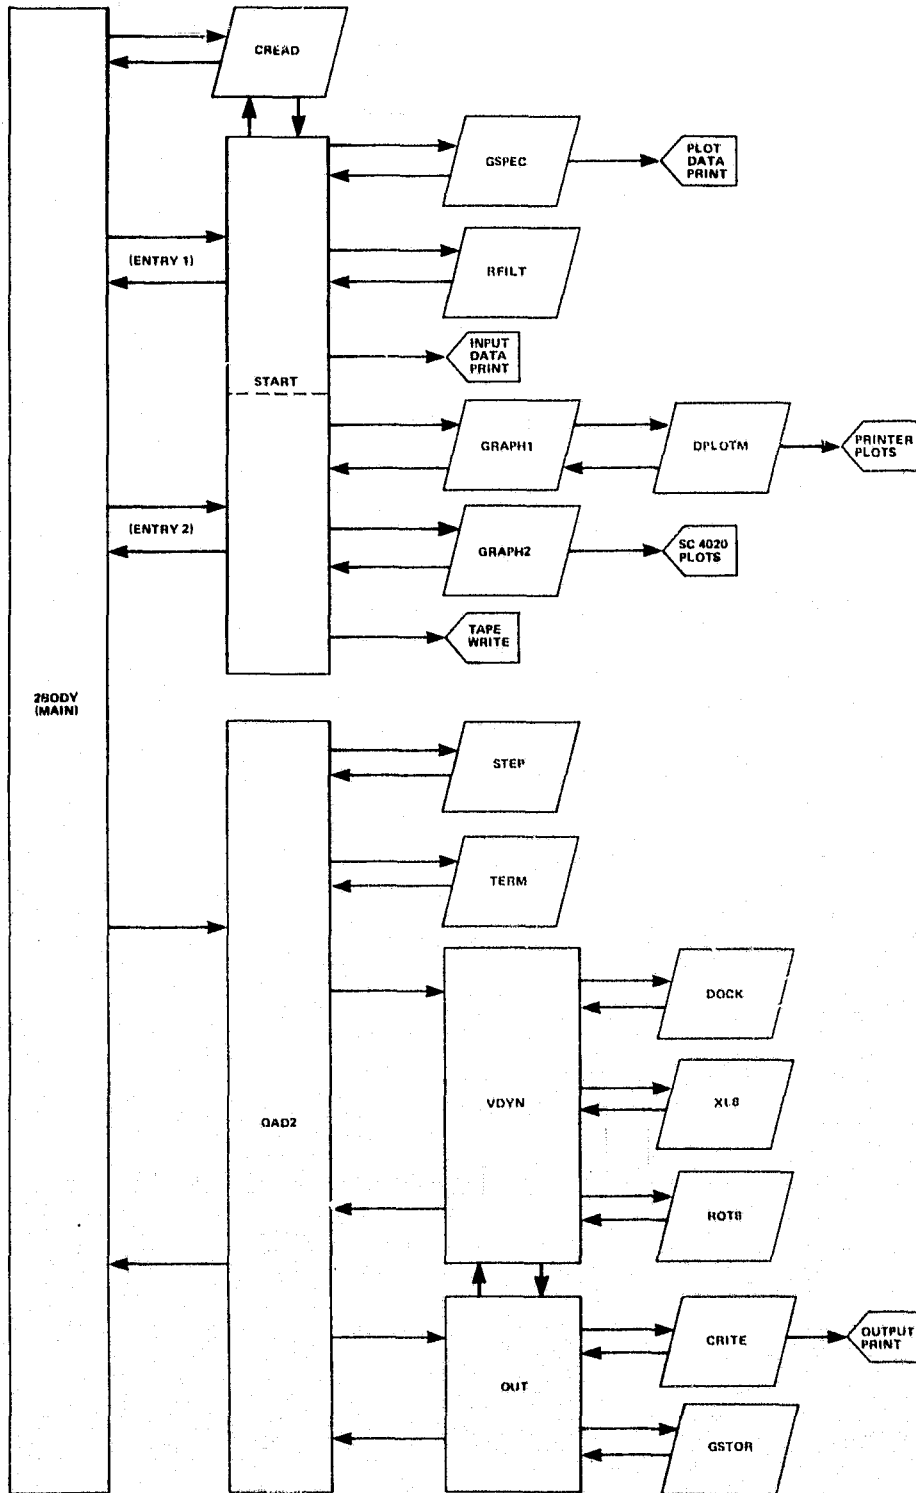 CREAD
GSPEC
PLOT
DATA
PRINT
(ENTRY 1)
RFILT
INPUT
DATA
PRINT
START
GRAPH1
DPLOTM
PRINTER
PLOTS
(ENTRY 2)
GRAPH2
SC 4020
PLOTS
TAPE
WRITE
2BODY
(MAIN)
STEP
TERM
DOCK
VDYN
XL8
QAD2
ROT8
OUT
CRITE
OUTPUT
PRINT
GSTOR